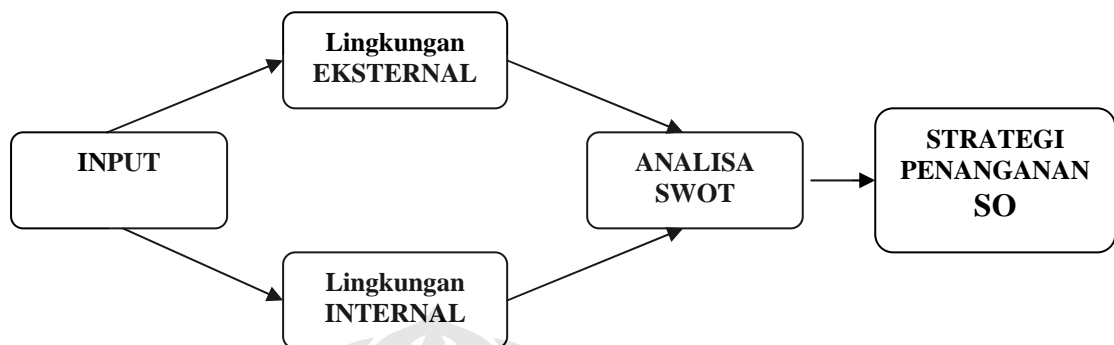 Lingkungan
EKSTERNAL
INPUT
ANALISA
SWOT
STRATEGI
PENANGANAN
SO
Lingkungan
INTERNAL